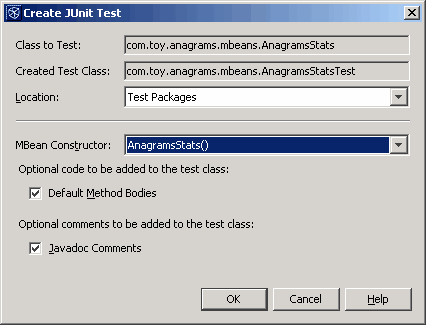 Create JUnit Test
Class to Test: com.toy.anagrams.mbeans.AnagramsStats
Created Test Class: com.toy.anagrams.mbeans.AnagramsStatsTest
Location: Test Packages
MBean Constructor: AnagramsStats()
Optional code to be added to the test class:
Default Method Bodies
Optional comments to be added to the test class:
Javadoc Comments
OK Cancel Help